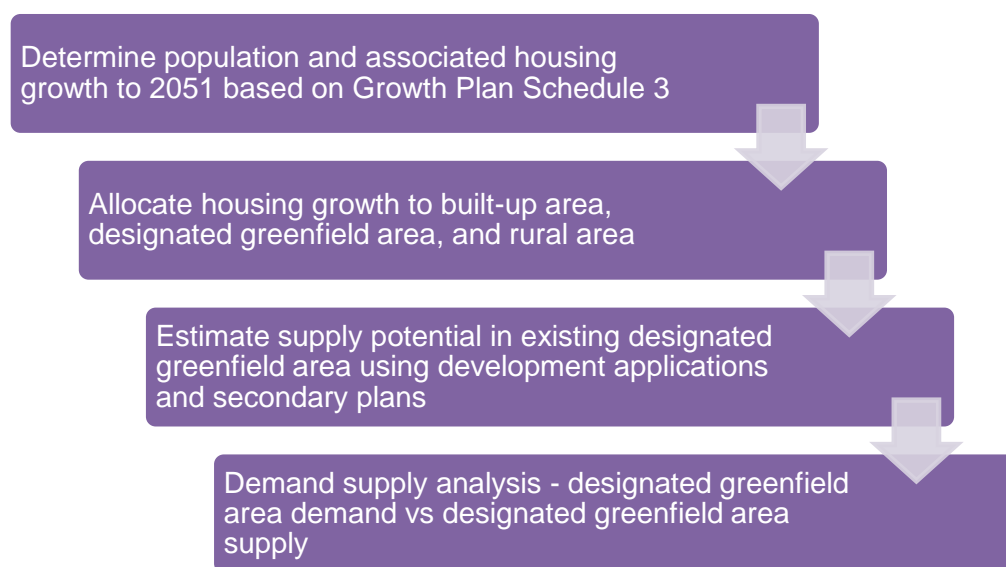 Determine population and associated housing
growth to 2051 based on Growth Plan Schedule 3
Allocate housing growth to built-up area,
designated greenfield area, and rural area
Estimate supply potential in existing designated
greenfield area using development applications
and secondary plans
Demand supply analysis - designated greenfield
area demand vs designated greenfield area
supply